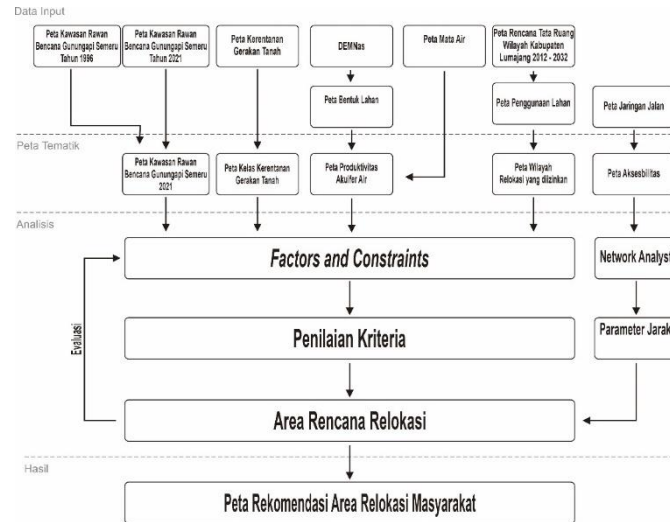 Data Input
Peta Kawasan Rawan
Bencana Gunungapi Semeru
Tahun 1996
Peta Kawasan Rawan
Bencana Gunungapi Semeru
Tahun 2021
Peta Kerentanan
Gerakan Tanah
DEMNas
Peta Mata Air
Peta Rencana Tata Ruang
Wilayah Kabupaten
Lumajang 2012 - 2032
Peta Bentuk Lahan
Peta Penggunaan Lahan
Peta Jaringan Jalan
Peta Tematik
Peta Kawasan Rawan
Bencana Gunungapi Semeru
2021
Peta Kelas Kerentanan
Gerakan Tanah
Peta Produktivitas
Akuifer Air
Peta Wilayah
Relokasi yang diizinkan
Peta Aksesbilitas
Analisis
Factors and Constraints
Network Analyst
Evaluasi
Penilaian Kriteria
Parameter Jarak
Area Rencana Relokasi
Hasil
Peta Rekomendasi Area Relokasi Masyarakat